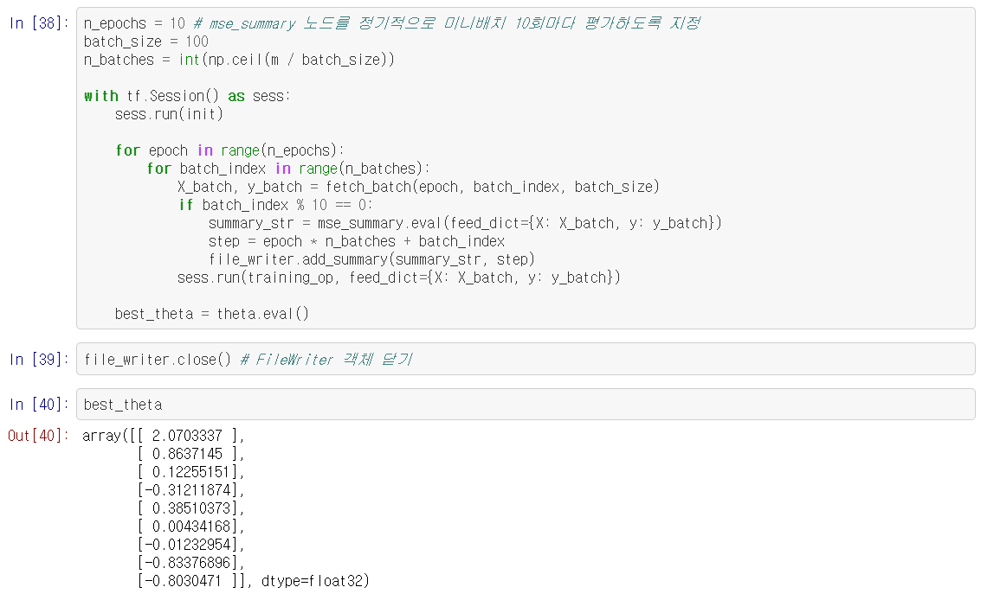 In [38]: n_epochs = 10 # mse_summary 노드를 정기적으로 미니배치 10회마다 평가하도록 지정
batch_size = 100
n_batches = int(np.ceil(m / batch_size))
with tf.Session() as sess:
    sess.run(init)
    for epoch in range(n_epochs):
        for batch_index in range(n_batches):
            X_batch, y_batch = fetch_batch(epoch, batch_index, batch_size)
            if batch_index % 10 == 0:
                summary_str = mse_summary.eval(feed_dict={X: X_batch, y: y_batch})
                step = epoch * n_batches + batch_index
                file_writer.add_summary(summary_str, step)
            sess.run(training_op, feed_dict={X: X_batch, y: y_batch})
    best_theta = theta.eval()
In [39]: file_writer.close() # FileWriter 객체 닫기
In [40]: best_theta
Out[40]: array([[ 2.0703337 ],
       [ 0.8637145 ],
       [ 0.12255151],
       [-0.31211874],
       [ 0.38510373],
       [ 0.00434168],
       [-0.01232954],
       [-0.83376896],
       [-0.8030471 ]], dtype=float32)